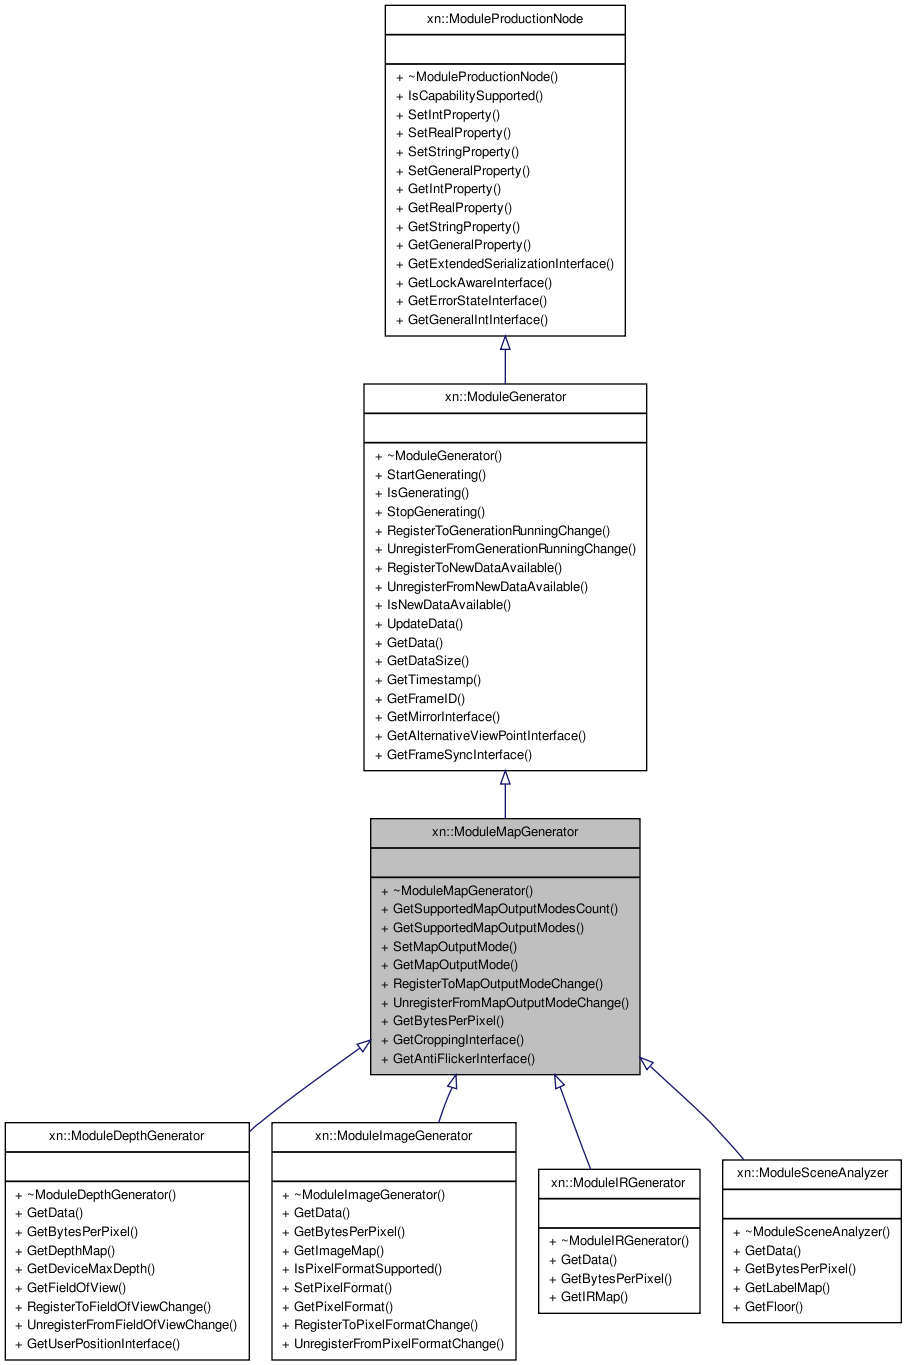 xn::ModuleProductionNode
+ ~ModuleProductionNode()
+ IsCapabilitySupported()
+ SetIntProperty()
+ SetRealProperty()
+ SetStringProperty()
+ SetGeneralProperty()
+ GetIntProperty()
+ GetRealProperty()
+ GetStringProperty()
+ GetGeneralProperty()
+ GetExtendedSerializationInterface()
+ GetLockAwareInterface()
+ GetErrorStateInterface()
+ GetGeneralIntInterface()
xn::ModuleGenerator
+ ~ModuleGenerator()
+ StartGenerating()
+ IsGenerating()
+ StopGenerating()
+ RegisterToGenerationRunningChange()
+ UnregisterFromGenerationRunningChange()
+ RegisterToNewDataAvailable()
+ UnregisterFromNewDataAvailable()
+ IsNewDataAvailable()
+ UpdateData()
+ GetData()
+ GetDataSize()
+ GetTimestamp()
+ GetFrameID()
+ GetMirrorInterface()
+ GetAlternativeViewPointInterface()
+ GetFrameSyncInterface()
xn::ModuleMapGenerator
+ ~ModuleMapGenerator()
+ GetSupportedMapOutputModesCount()
+ GetSupportedMapOutputModes()
+ SetMapOutputMode()
+ GetMapOutputMode()
+ RegisterToMapOutputModeChange()
+ UnregisterFromMapOutputModeChange()
+ GetBytesPerPixel()
+ GetCroppingInterface()
+ GetAntiFlickerInterface()
xn::ModuleDepthGenerator
+ ~ModuleDepthGenerator()
+ GetData()
+ GetBytesPerPixel()
+ GetDepthMap()
+ GetDeviceMaxDepth()
+ GetFieldOfView()
+ RegisterToFieldOfViewChange()
+ UnregisterFromFieldOfViewChange()
+ GetUserPositionInterface()
xn::ModuleImageGenerator
+ ~ModuleImageGenerator()
+ GetData()
+ GetBytesPerPixel()
+ GetImageMap()
+ IsPixelFormatSupported()
+ SetPixelFormat()
+ GetPixelFormat()
+ RegisterToPixelFormatChange()
+ UnregisterFromPixelFormatChange()
xn::ModuleIRGenerator
+ ~ModuleIRGenerator()
+ GetData()
+ GetBytesPerPixel()
+ GetIRMap()
xn::ModuleSceneAnalyzer
+ ~ModuleSceneAnalyzer()
+ GetData()
+ GetBytesPerPixel()
+ GetLabelMap()
+ GetFloor()